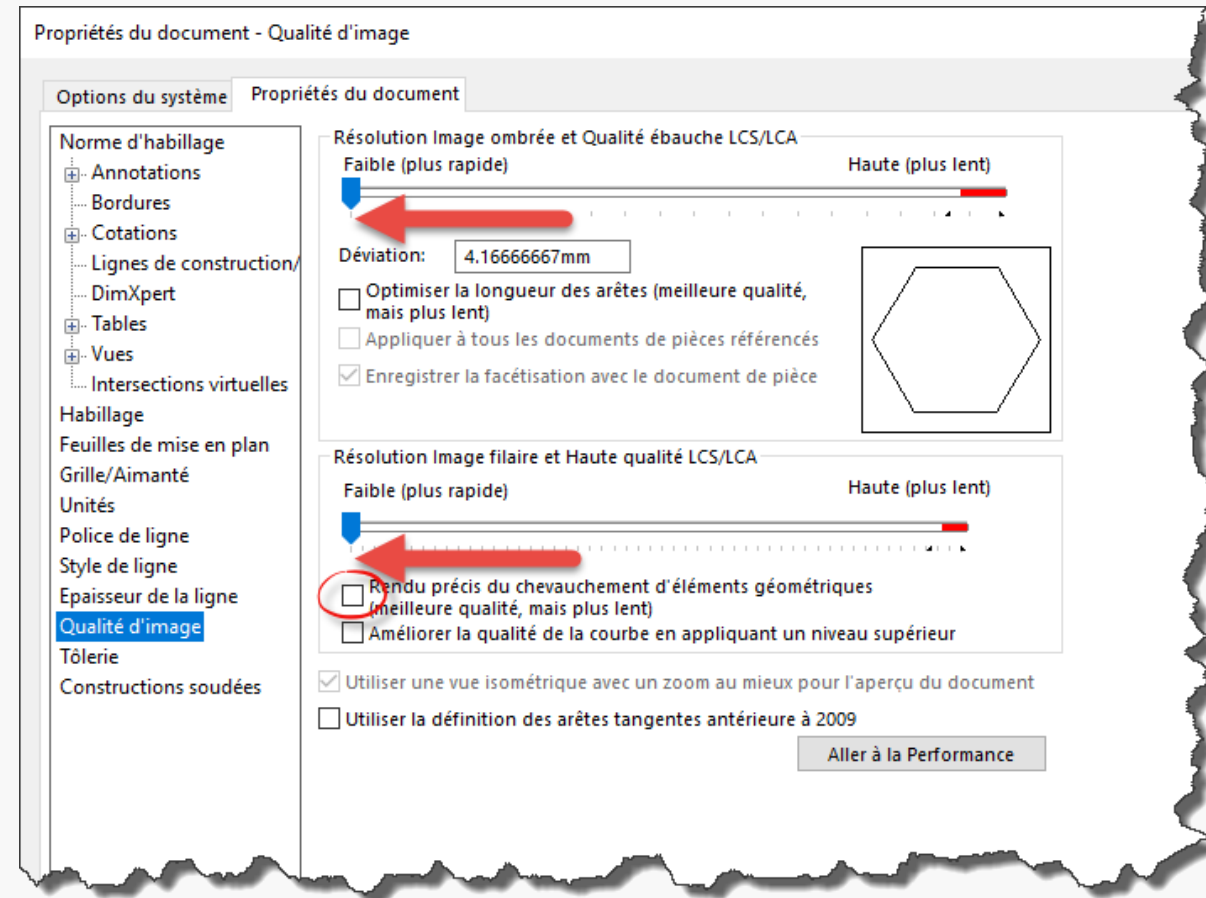 Propriétés du document - Qualité d'image
Options du système
Propriétés du document
Norme d'habillage
Annotations
Bordures
Cotations
Lignes de construction/
DimXpert
Tables
Vues
Intersections virtuelles
Habillage
Feuilles de mise en plan
Grille/Aimanté
Unités
Police de ligne
Style de ligne
Epaisseur de la ligne
Qualité d'image
Tôlerie
Constructions soudées
Résolution Image ombrée et Qualité ébauche LCS/LCA
Faible (plus rapide)
Haute (plus lent)
Déviation:
4.16666667mm
Optimiser la longueur des arêtes (meilleure qualité,
mais plus lent)
Appliquer à tous les documents de pièces référencés
Enregistrer la facétisation avec le document de pièce
Résolution Image filaire et Haute qualité LCS/LCA
Faible (plus rapide)
Haute (plus lent)
Rendu précis du chevauchement d'éléments géométriques
(meilleure qualité, mais plus lent)
Améliorer la qualité de la courbe en appliquant un niveau supérieur
Utiliser une vue isométrique avec un zoom au mieux pour l'aperçu du document
Utiliser la définition des arêtes tangentes antérieure à 2009
Aller à la Performance